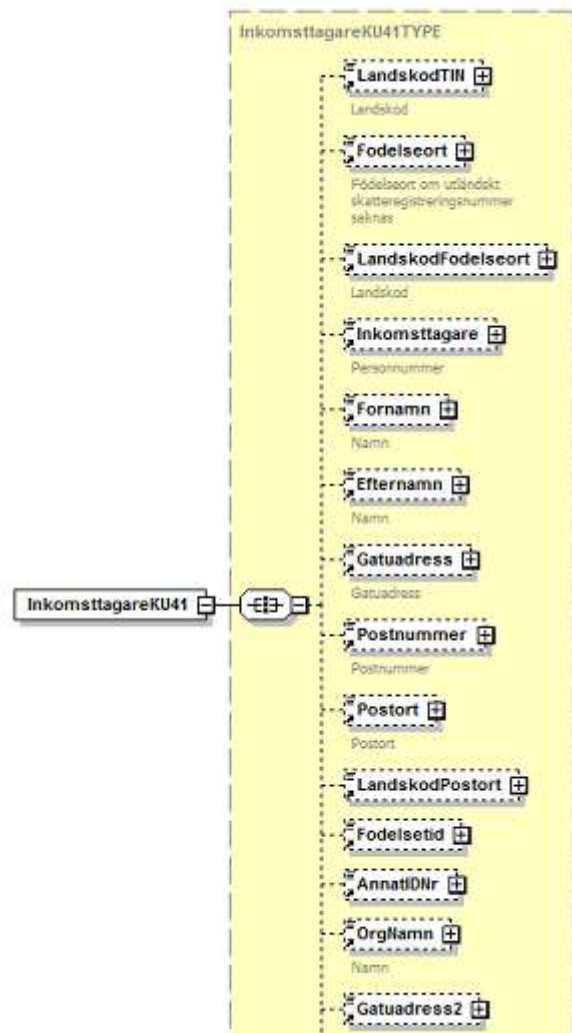 InkomsttagareKU41TYPE
LandskodTIN
Landskod
Fodelseort
Födelseort om utländskt
skatteregistreringsnummer
saknas
LandskodFodelseort
Landskod
Inkomsttagare
Personnummer
Fornamn
Namn
Efternamn
Namn
Gatuadress
Gatuadress
InkomsttagareKU41
Postnummer
Postnummer
Postort
Postort
LandskodPostort
Fodelsetid
AnnatIDNr
OrgNamn
Namn
Gatuadress2